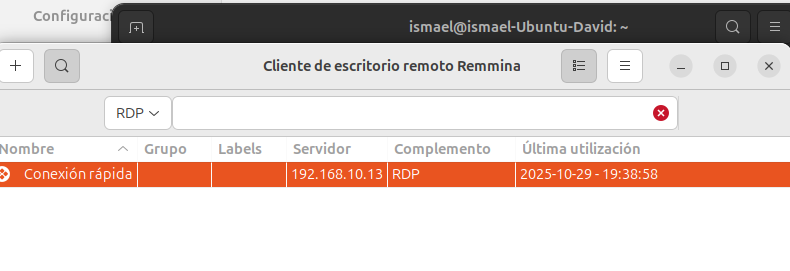 Configuraci
ismael@ismael-Ubuntu-David: ~
Cliente de escritorio remoto Remmina
RDP
Nombre Grupo Labels Servidor Complemento Última utilización
Conexión rápida 192.168.10.13 RDP 2025-10-29 - 19:38:58